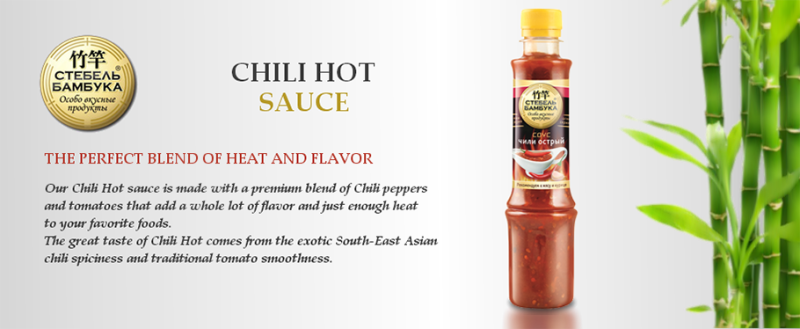 竹竿
СТЕБЕЛЬ®
БАМБУКА
Особо вкусные
продукты
CHILI HOT
SAUCE
THE PERFECT BLEND OF HEAT AND FLAVOR
Our Chili Hot sauce is made with a premium blend of Chili peppers
and tomatoes that add a whole lot of flavor and just enough heat
to your favorite foods.
The great taste of Chili Hot comes from the exotic South-East Asian
chili spiciness and traditional tomato smoothness.
竹竿
СТЕБЕЛЬ
БАМБУКА
Особо вкусные
продукты
СОУС
ЧИЛИ ОСТРЫЙ